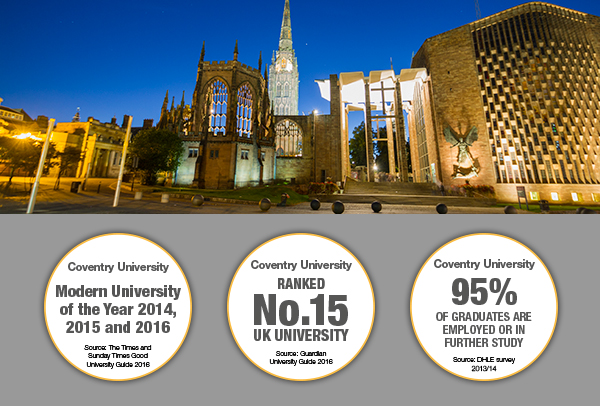 Coventry University
Modern University
of the Year 2014,
2015 and 2016
Source: The Times and
Sunday Times Good
University Guide 2016
Coventry University
RANKED
No.15
UK UNIVERSITY
Source: Guardian
University Guide 2016
Coventry University
95%
OF GRADUATES ARE
EMPLOYED OR IN
FURTHER STUDY
Source: DHLE survey
2013/14